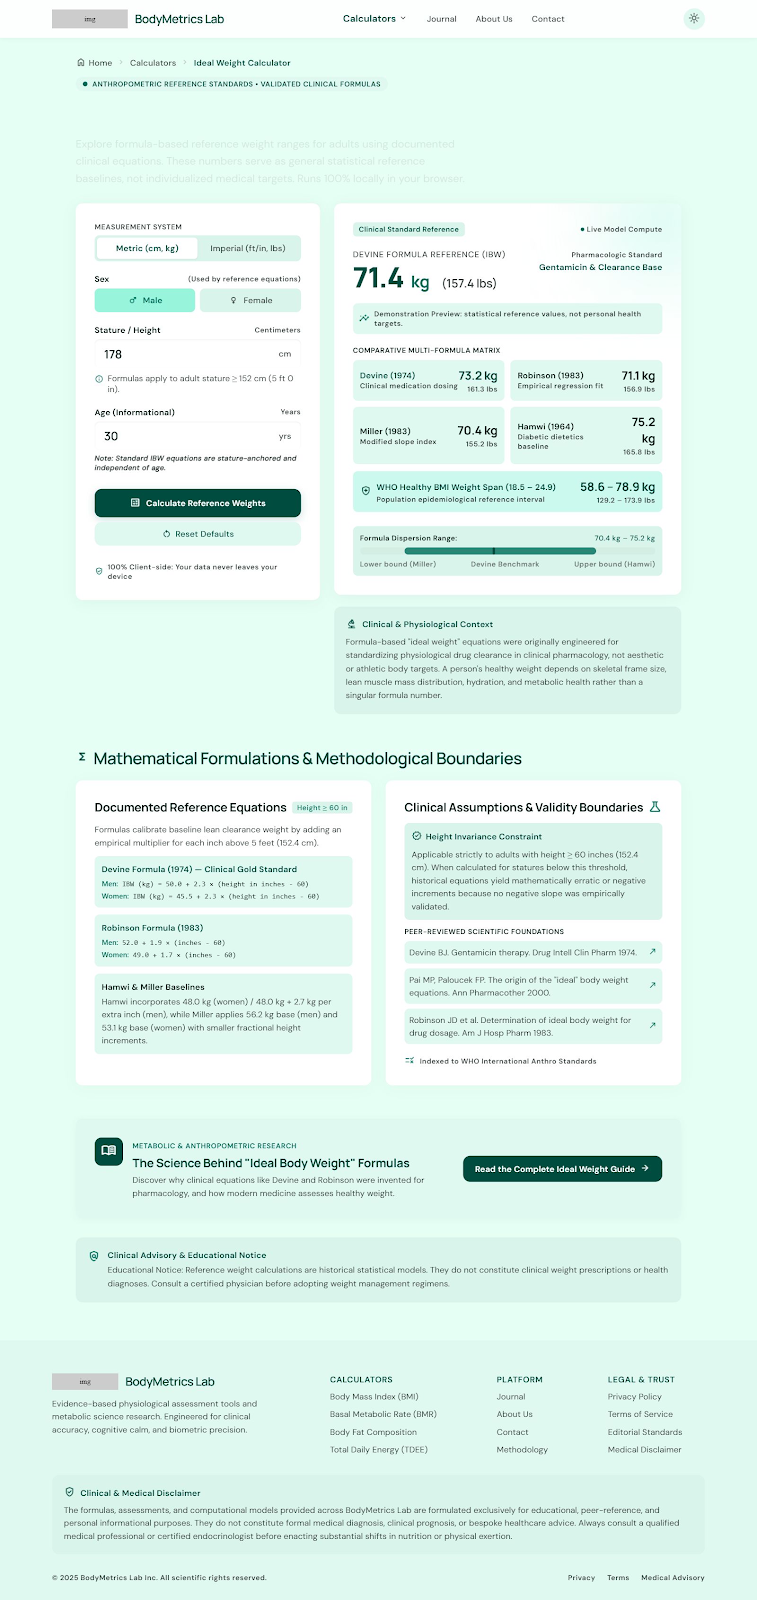 img BodyMetrics Lab Calculators Journal About Us Contact
Home Calculators Ideal Weight Calculator
ANTHROPOMETRIC REFERENCE STANDARDS • VALIDATED CLINICAL FORMULAS
Explore formula-based reference weight ranges for adults using documented
clinical equations. These numbers serve as general statistical reference
baselines, not individualized medical targets. Runs 100% locally in your browser.
MEASUREMENT SYSTEM
Metric (cm, kg) Imperial (ft/in, lbs)
Sex (Used by reference equations)
♂ Male ♀ Female
Stature / Height Centimeters
178 cm
Formulas apply to adult stature ≥ 152 cm (5 ft 0
in).
Age (Informational) Years
30 yrs
Note: Standard IBW equations are stature-anchored and
independent of age.
Calculate Reference Weights
Reset Defaults
100% Client-side: Your data never leaves your
device
Clinical Standard Reference • Live Model Compute
DEVINE FORMULA REFERENCE (IBW) Pharmacologic Standard
71.4 kg (157.4 lbs) Gentamicin & Clearance Base
Demonstration Preview: statistical reference values, not personal health
targets.
COMPARATIVE MULTI-FORMULA MATRIX
Devine (1974) 73.2 kg
Clinical medication dosing 161.3 lbs
Robinson (1983) 71.1 kg
Empirical regression fit 156.9 lbs
Miller (1983) 70.4 kg
Modified slope index 155.2 lbs
Hamwi (1964) 75.2
Diabetic dietetics kg
baseline 165.8 lbs
WHO Healthy BMI Weight Span (18.5 – 24.9) 58.6 – 78.9 kg
Population epidemiological reference interval 129.2 – 173.9 lbs
Formula Dispersion Range: 70.4 kg – 75.2 kg
Lower bound (Miller) Devine Benchmark Upper bound (Hamwi)
Clinical & Physiological Context
Formula-based "ideal weight" equations were originally engineered for
standardizing physiological drug clearance in clinical pharmacology, not aesthetic
or athletic body targets. A person's healthy weight depends on skeletal frame size,
lean muscle mass distribution, hydration, and metabolic health rather than a
singular formula number.
Σ Mathematical Formulations & Methodological Boundaries
Documented Reference Equations Height ≥ 60 in
Formulas calibrate baseline lean clearance weight by adding an
empirical multiplier for each inch above 5 feet (152.4 cm).
Devine Formula (1974) — Clinical Gold Standard
Men: IBW (kg) = 50.0 + 2.3 × (height in inches - 60)
Women: IBW (kg) = 45.5 + 2.3 × (height in inches - 60)
Robinson Formula (1983)
Men: 52.0 + 1.9 × (inches - 60)
Women: 49.0 + 1.7 × (inches - 60)
Hamwi & Miller Baselines
Hamwi incorporates 48.0 kg (women) / 48.0 kg + 2.7 kg per
extra inch (men), while Miller applies 56.2 kg base (men) and
53.1 kg base (women) with smaller fractional height
increments.
Clinical Assumptions & Validity Boundaries
Height Invariance Constraint
Applicable strictly to adults with height ≥ 60 inches (152.4
cm). When calculated for statures below this threshold,
historical equations yield mathematically erratic or negative
increments because no negative slope was empirically
validated.
PEER-REVIEWED SCIENTIFIC FOUNDATIONS
Devine BJ. Gentamicin therapy. Drug Intell Clin Pharm 1974. ↗
Pai MP, Paloucek FP. The origin of the "ideal" body weight
equations. Ann Pharmacother 2000. ↗
Robinson JD et al. Determination of ideal body weight for
drug dosage. Am J Hosp Pharm 1983. ↗
Indexed to WHO International Anthro Standards
METABOLIC & ANTHROPOMETRIC RESEARCH
The Science Behind "Ideal Body Weight" Formulas
Discover why clinical equations like Devine and Robinson were invented for
pharmacology, and how modern medicine assesses healthy weight.
Read the Complete Ideal Weight Guide →
Clinical Advisory & Educational Notice
Educational Notice: Reference weight calculations are historical statistical models. They do not constitute clinical weight prescriptions or health
diagnoses. Consult a certified physician before adopting weight management regimens.
img BodyMetrics Lab
Evidence-based physiological assessment tools and
metabolic science research. Engineered for clinical
accuracy, cognitive calm, and biometric precision.
CALCULATORS
Body Mass Index (BMI)
Basal Metabolic Rate (BMR)
Body Fat Composition
Total Daily Energy (TDEE)
PLATFORM
Journal
About Us
Contact
Methodology
LEGAL & TRUST
Privacy Policy
Terms of Service
Editorial Standards
Medical Disclaimer
Clinical & Medical Disclaimer
The formulas, assessments, and computational models provided across BodyMetrics Lab are formulated exclusively for educational, peer-reference, and
personal informational purposes. They do not constitute formal medical diagnosis, clinical prognosis, or bespoke healthcare advice. Always consult a qualified
medical professional or certified endocrinologist before enacting substantial shifts in nutrition or physical exertion.
© 2025 BodyMetrics Lab Inc. All scientific rights reserved. Privacy Terms Medical Advisory